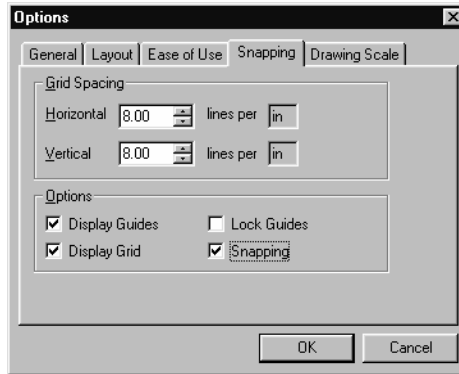 Options
General Layout Ease of Use Snapping Drawing Scale
Grid Spacing
Horizontal 8.00 lines per in
Vertical 8.00 lines per in
Options
Display Guides Lock Guides
Display Grid Snapping
OK Cancel